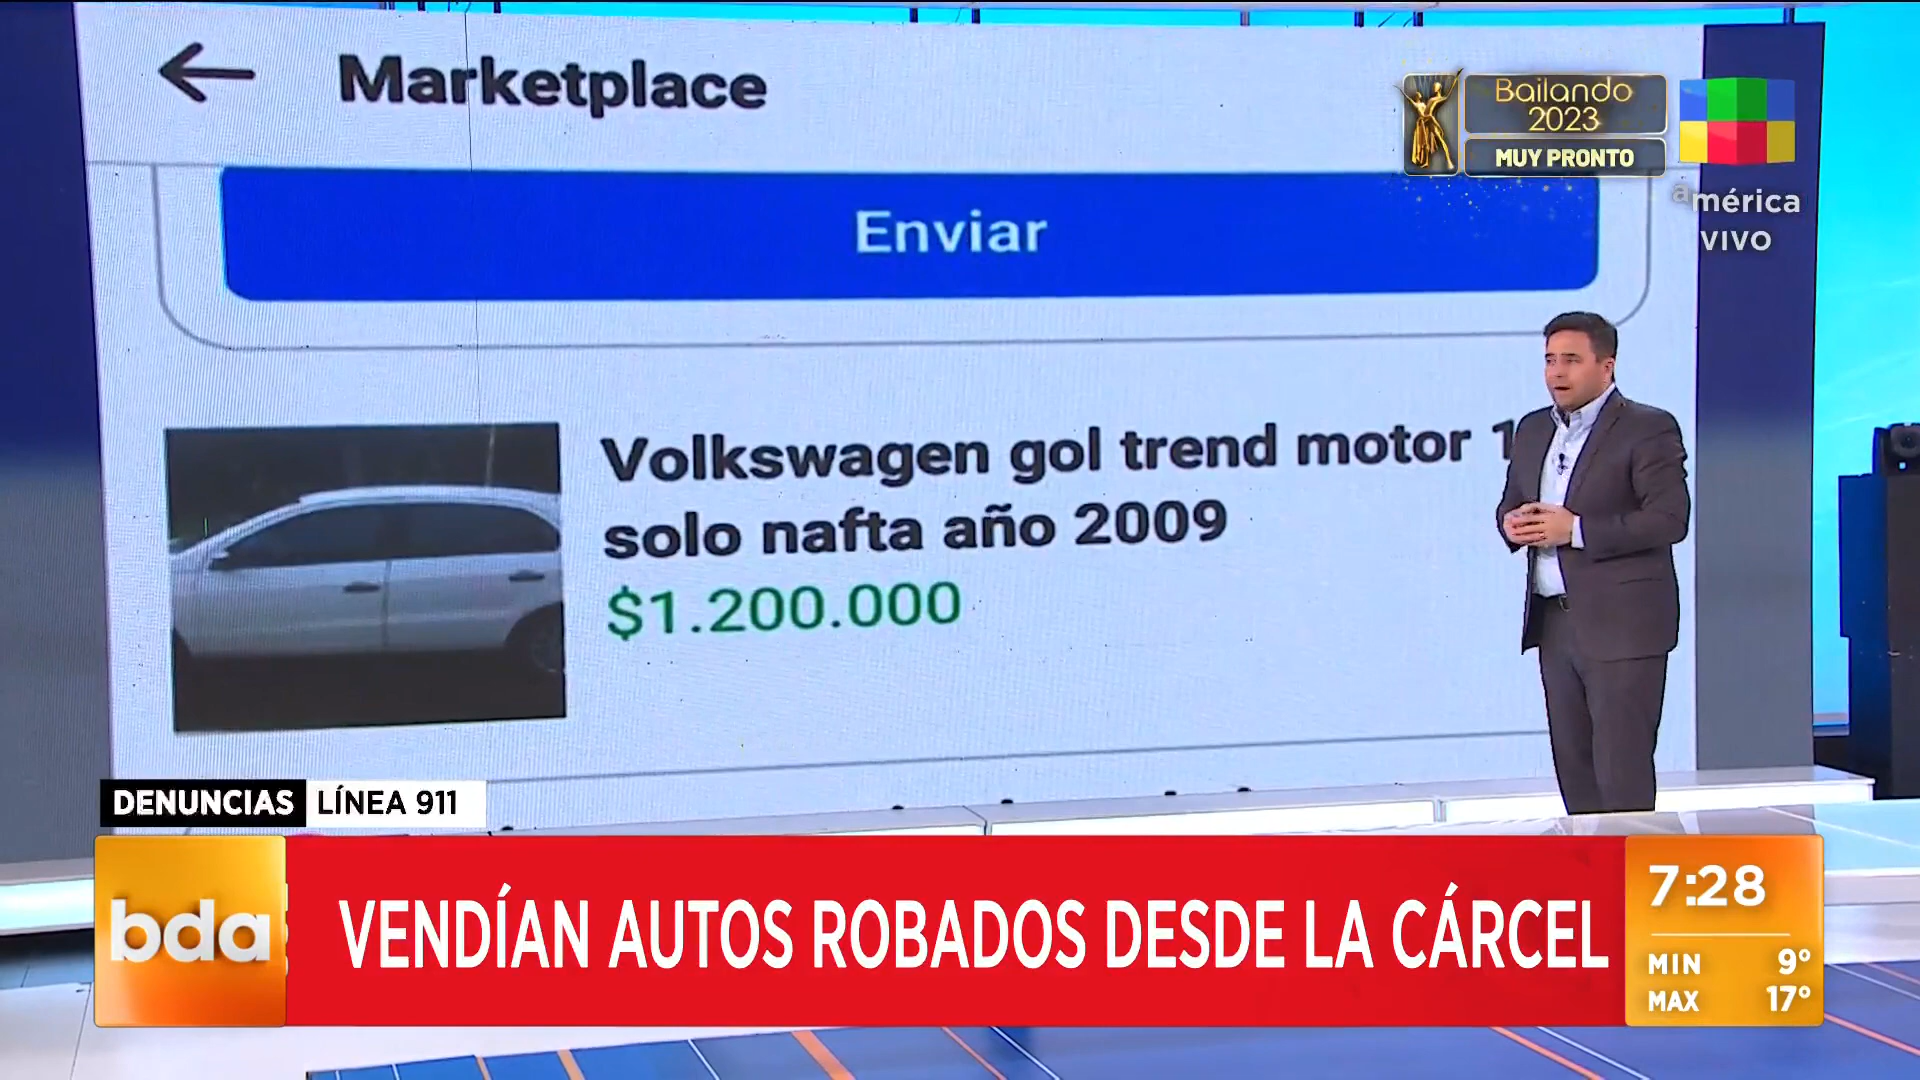 Marketplace
Enviar
Volkswagen gol trend motor 1
solo nafta año 2009
$1.200.000
Bailando
2023
MUY PRONTO
américa
VIVO
DENUNCIAS LÍNEA 911
bda
VENDÍAN AUTOS ROBADOS DESDE LA CÁRCEL
7:28
MIN 9°
MAX 17°